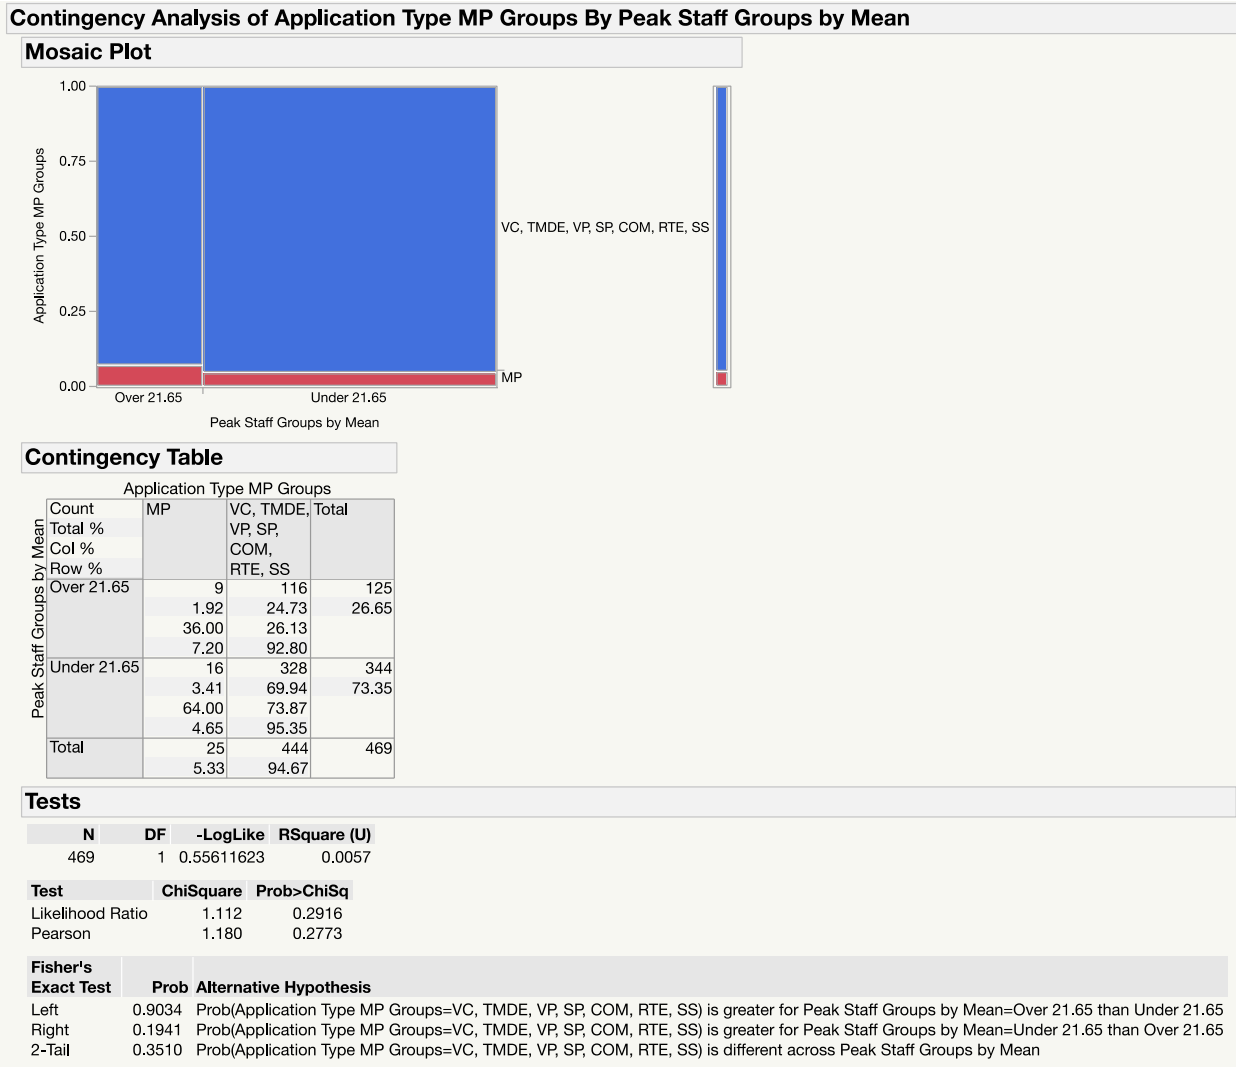 Contingency Analysis of Application Type MP Groups By Peak Staff Groups by Mean
Mosaic Plot
1.00
0.75
0.50
0.25
0.00
Application Type MP Groups
VC, TMDE, VP, SP, COM, RTE, SS
MP
Over 21.65 Under 21.65
Peak Staff Groups by Mean
Contingency Table
Application Type MP Groups
Peak Staff Groups by Mean
Count MP VC, TMDE, Total
Total % VP, SP,
Col % COM,
Row % RTE, SS
Over 21.65 9 116 125
1.92 24.73 26.65
36.00 26.13
7.20 92.80
Under 21.65 16 328 344
3.41 69.94 73.35
64.00 73.87
4.65 95.35
Total 25 444 469
5.33 94.67
Tests
N DF -LogLike RSquare (U)
469 1 0.55611623 0.0057
Test ChiSquare Prob>ChiSq
Likelihood Ratio 1.112 0.2916
Pearson 1.180 0.2773
Fisher's
Exact Test Prob Alternative Hypothesis
Left 0.9034 Prob(Application Type MP Groups=VC, TMDE, VP, SP, COM, RTE, SS) is greater for Peak Staff Groups by Mean=Over 21.65 than Under 21.65
Right 0.1941 Prob(Application Type MP Groups=VC, TMDE, VP, SP, COM, RTE, SS) is greater for Peak Staff Groups by Mean=Under 21.65 than Over 21.65
2-Tail 0.3510 Prob(Application Type MP Groups=VC, TMDE, VP, SP, COM, RTE, SS) is different across Peak Staff Groups by Mean